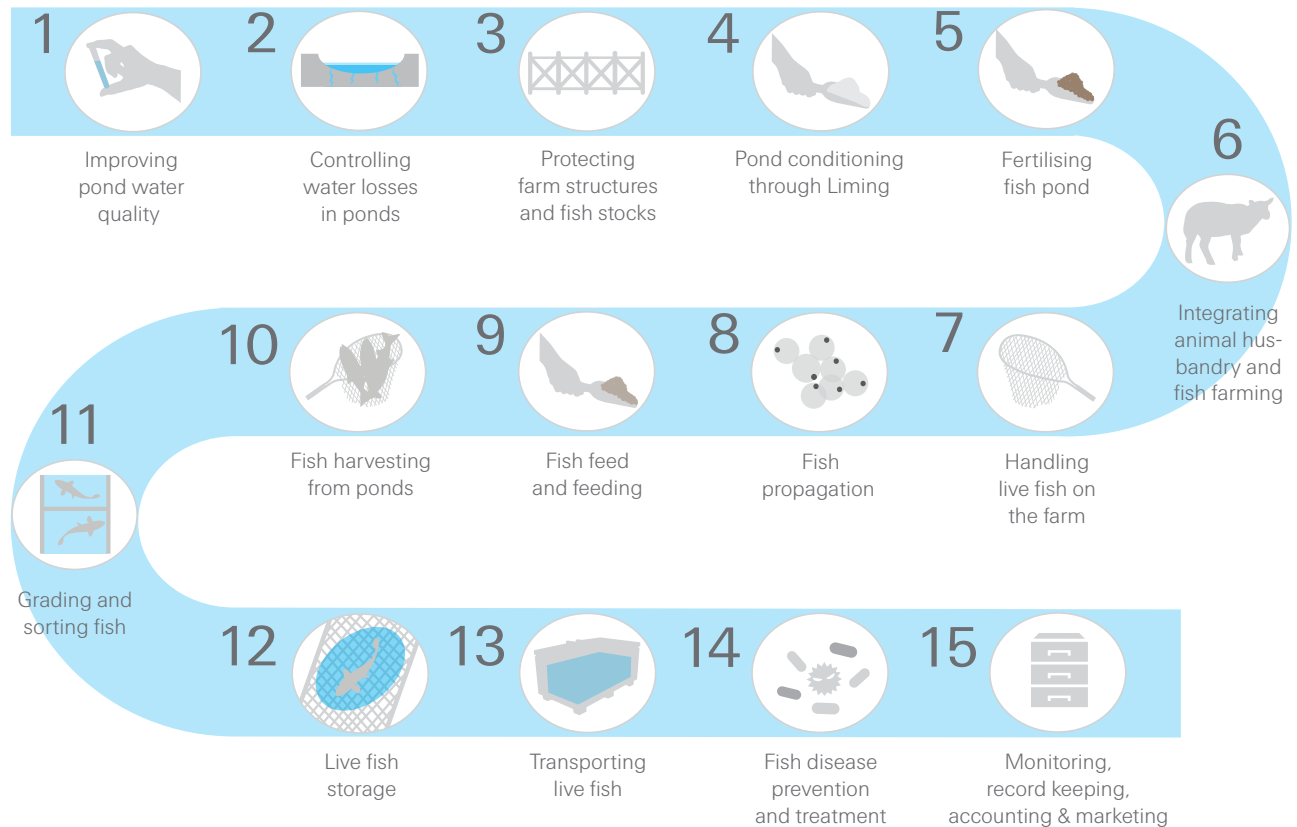 1
Improving
pond water
quality
2
Controlling
water losses
in ponds
3
Protecting
farm structures
and fish stocks
4
Pond conditioning
through Liming
5
Fertilising
fish pond
6
Integrating
animal hus-
bandry and
fish farming
7
Handling
live fish on
the farm
8
Fish
propagation
9
Fish feed
and feeding
10
Fish harvesting
from ponds
11
Grading and
sorting fish
12
Live fish
storage
13
Transporting
live fish
14
Fish disease
prevention
and treatment
15
Monitoring,
record keeping,
accounting & marketing